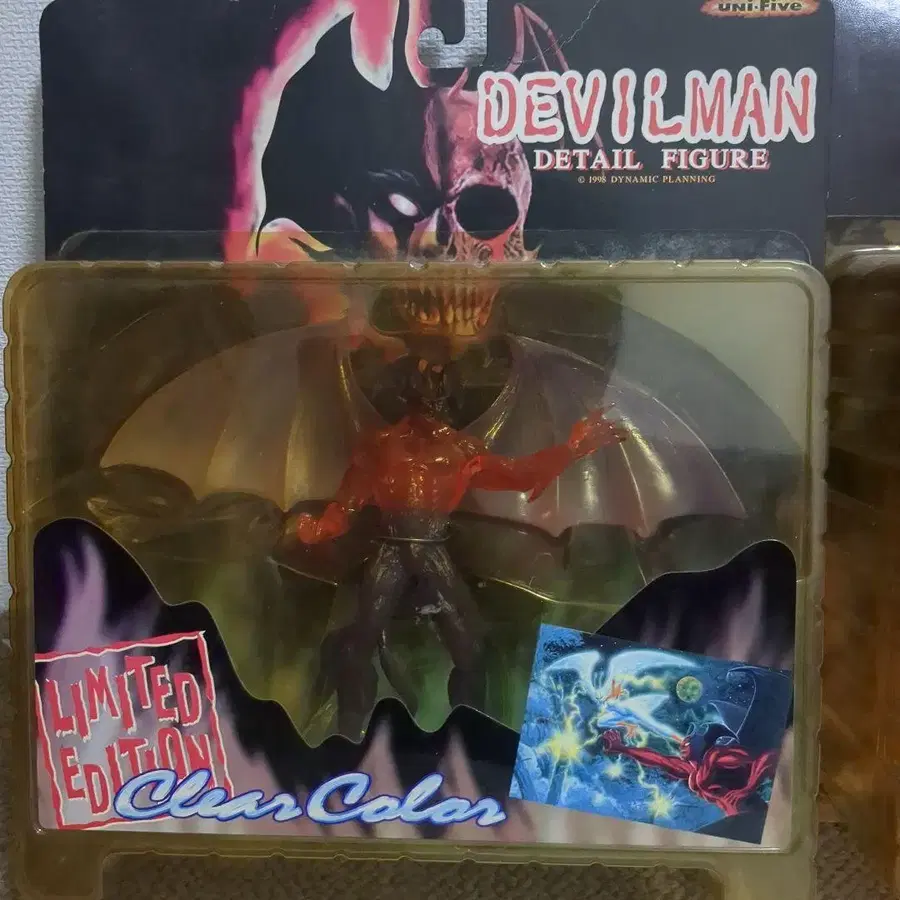 UNI-FIVE
DEVILMAN
DETAIL FIGURE
© 1998 DYNAMIC PLANNING
LIMITED
EDITION
Clear Color